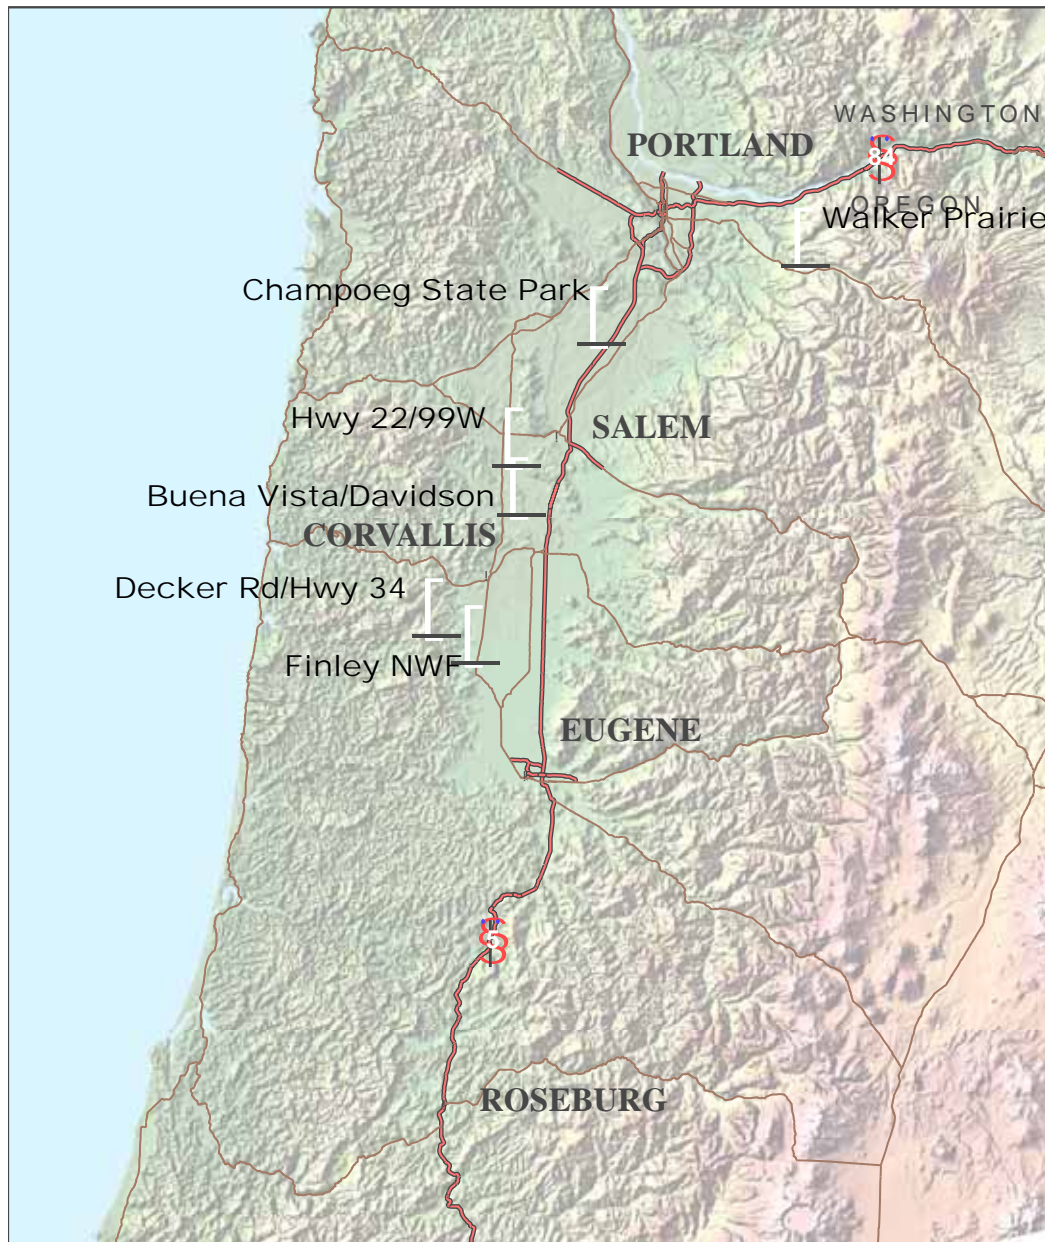 WASHINGTON
PORTLAND
84
OREGON
Walker Prairie
Champoeg State Park
Hwy 22/99W
SALEM
Buena Vista/Davidson
CORVALLIS
Decker Rd/Hwy 34
Finley NWF
EUGENE
5
ROSEBURG